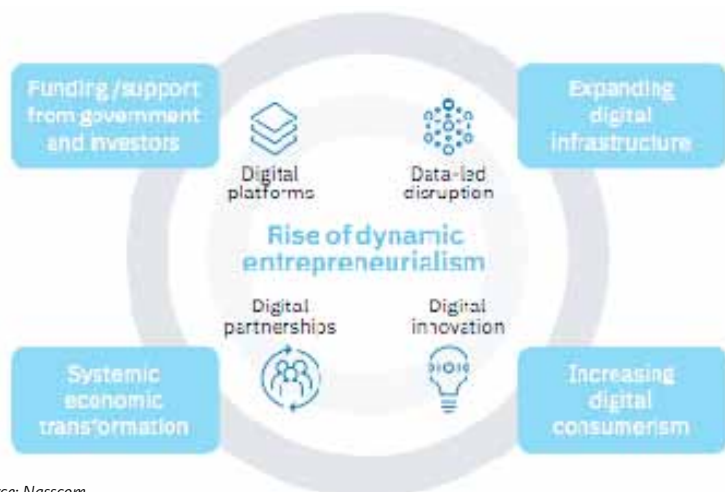 Funding/support
from government
and investors
Expanding
digital
infrastructure
Digital
platforms
Data-led
disruption
Rise of dynamic
entrepreneurialism
Digital
partnerships
Digital
innovation
Systemic
economic
transformation
Increasing
digital
consumerism
Nasscom